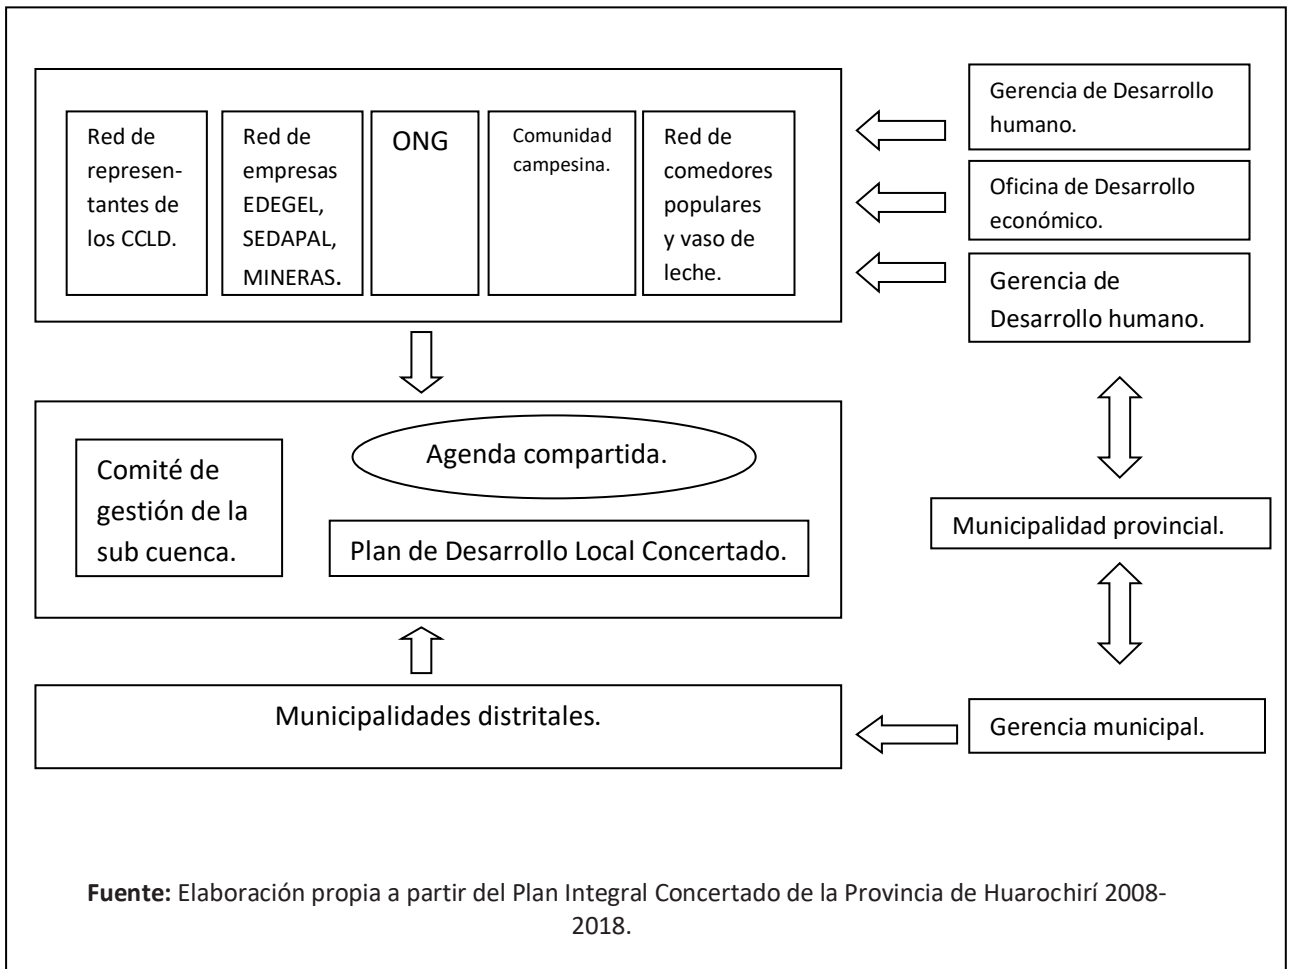 Red de
represen-
tantes de
los CCLD.
Red de
empresas
EDEGEL,
SEDAPAL,
MINERAS.
ONG
Comunidad
campesina.
Red de
comedores
populares
y vaso de
leche.
Gerencia de Desarrollo
humano.
Oficina de Desarrollo
económico.
Gerencia de
Desarrollo humano.
Comité de
gestión de la
sub cuenca.
Agenda compartida.
Plan de Desarrollo Local Concertado.
Municipalidad provincial.
Municipalidades distritales.
Gerencia municipal.
Fuente: Elaboración propia a partir del Plan Integral Concertado de la Provincia de Huarochirí 2008-
2018.